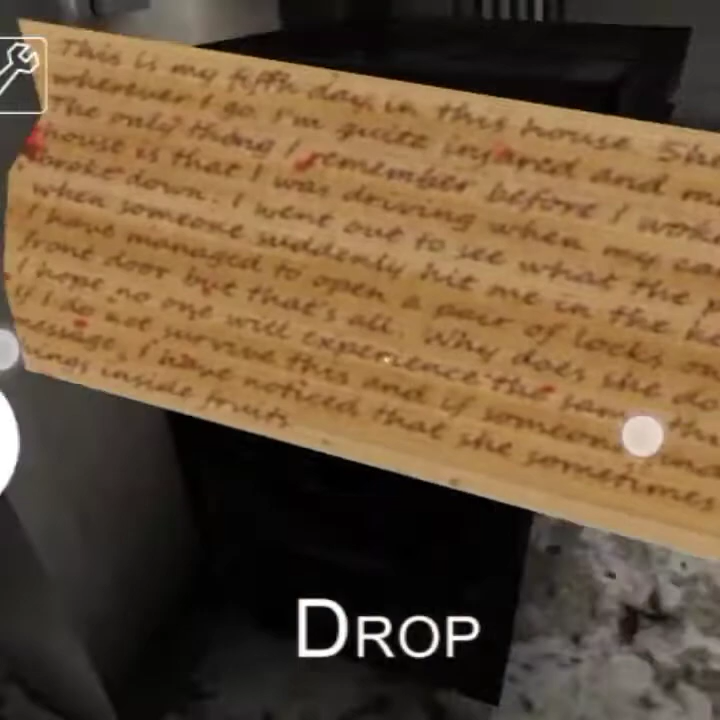 This is my fifth day in this house. She
wherever I go. I'm quite injured and m
The only thing I remember before I woke
house is that I was driving when my ca
broke down. I went out to see what the p
when someone suddenly hit me in the he
I have managed to open a pair of locks on
front door but that's all. Why does she do
I hope no one will experience the same thi
If I do not survive this and if someone
message, I have noticed that she sometimes
inside fruits
DROP